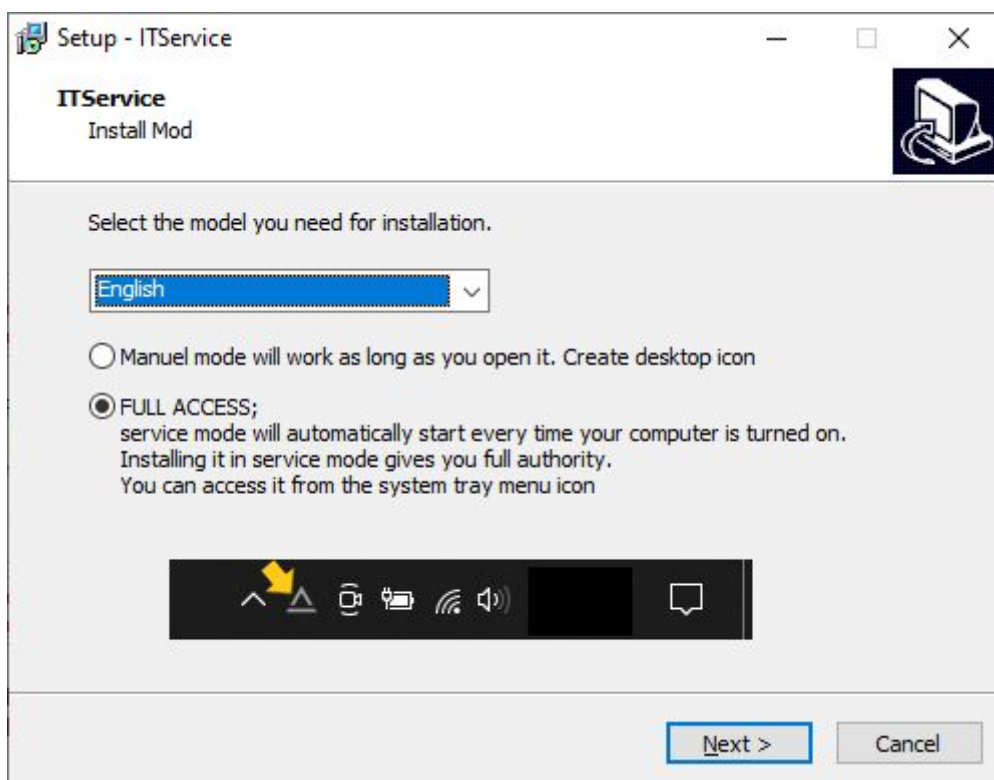 Setup - ITService
ITService
Install Mod
Select the model you need for installation.
English
Manuel mode will work as long as you open it. Create desktop icon
FULL ACCESS;
service mode will automatically start every time your computer is turned on.
Installing it in service mode gives you full authority.
You can access it from the system tray menu icon
Next >
Cancel